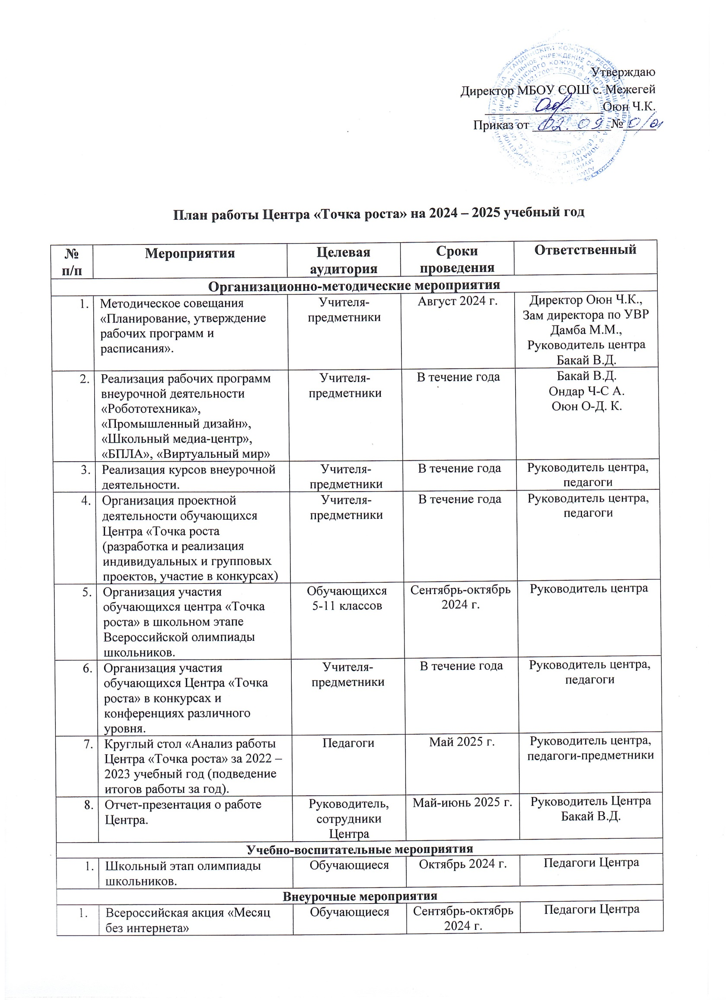 Утверждаю
Директор МБОУ СОШ с. Межегей
Оюн Ч.К.
Приказ от 02.09 №
План работы Центра «Точка роста» на 2024 – 2025 учебный год
№ п/п Мероприятия Целевая аудитория Сроки проведения Ответственный
Организационно-методические мероприятия
1. Методическое совещания Учителя- Август 2024 г. Директор Оюн Ч.К.,
«Планирование, утверждение предметники Зам директора по УВР
рабочих программ и Дамба М.М.,
расписания». Руководитель центра
Бакай В.Д.
2. Реализация рабочих программ Учителя- В течение года Бакай В.Д.
внеурочной деятельности предметники Ондар Ч-С А.
«Робототехника», Оюн О-Д. К.
«Промышленный дизайн»,
«Школьный медиа-центр»,
«БПЛА», «Виртуальный мир»
3. Реализация курсов внеурочной Учителя- В течение года Руководитель центра,
деятельности. предметники педагоги
4. Организация проектной Учителя- В течение года Руководитель центра,
деятельности обучающихся предметники педагоги
Центра «Точка роста
(разработка и реализация
индивидуальных и групповых
проектов, участие в конкурсах)
5. Организация участия Обучающихся Сентябрь-октябрь Руководитель центра
обучающихся центра «Точка 5-11 классов 2024 г.
роста» в школьном этапе
Всероссийской олимпиады
школьников.
6. Организация участия Учителя- В течение года Руководитель центра,
обучающихся Центра «Точка предметники педагоги
роста» в конкурсах и
конференциях различного
уровня.
7. Круглый стол «Анализ работы Педагоги Май 2025 г. Руководитель центра,
Центра «Точка роста» за 2022 – педагоги-предметники
2023 учебный год (подведение
итогов работы за год).
8. Отчет-презентация о работе Руководитель, Май-июнь 2025 г. Руководитель Центра
Центра. сотрудники Бакай В.Д.
Центра
Учебно-воспитательные мероприятия
1. Школьный этап олимпиады Обучающиеся Октябрь 2024 г. Педагоги Центра
школьников.
Внеурочные мероприятия
1. Всероссийская акция «Месяц Обучающиеся Сентябрь-октябрь Педагоги Центра
без интернета» 2024 г.